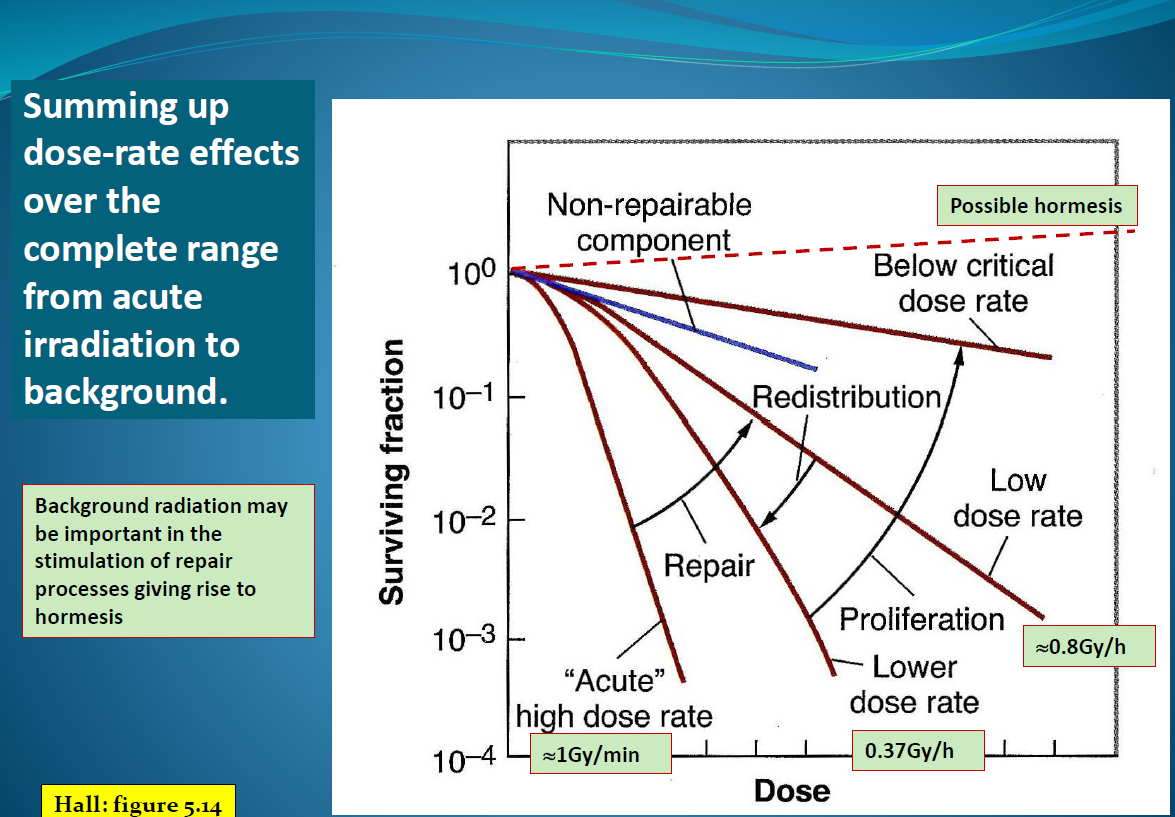 Summing up
dose-rate effects
over the
complete range
from acute
irradiation to
background.
Background radiation may
be important in the
stimulation of repair
processes giving rise to
hormesis
Hall: figure 5.14
Surviving fraction
10⁰
10⁻¹
10⁻²
10⁻³
10⁻⁴
Non-repairable
component
Possible hormesis
Below critical
dose rate
Redistribution
Low
dose rate
Repair
Proliferation
≈0.8Gy/h
"Acute"
high dose rate
Lower
dose rate
≈1Gy/min
0.37Gy/h
Dose